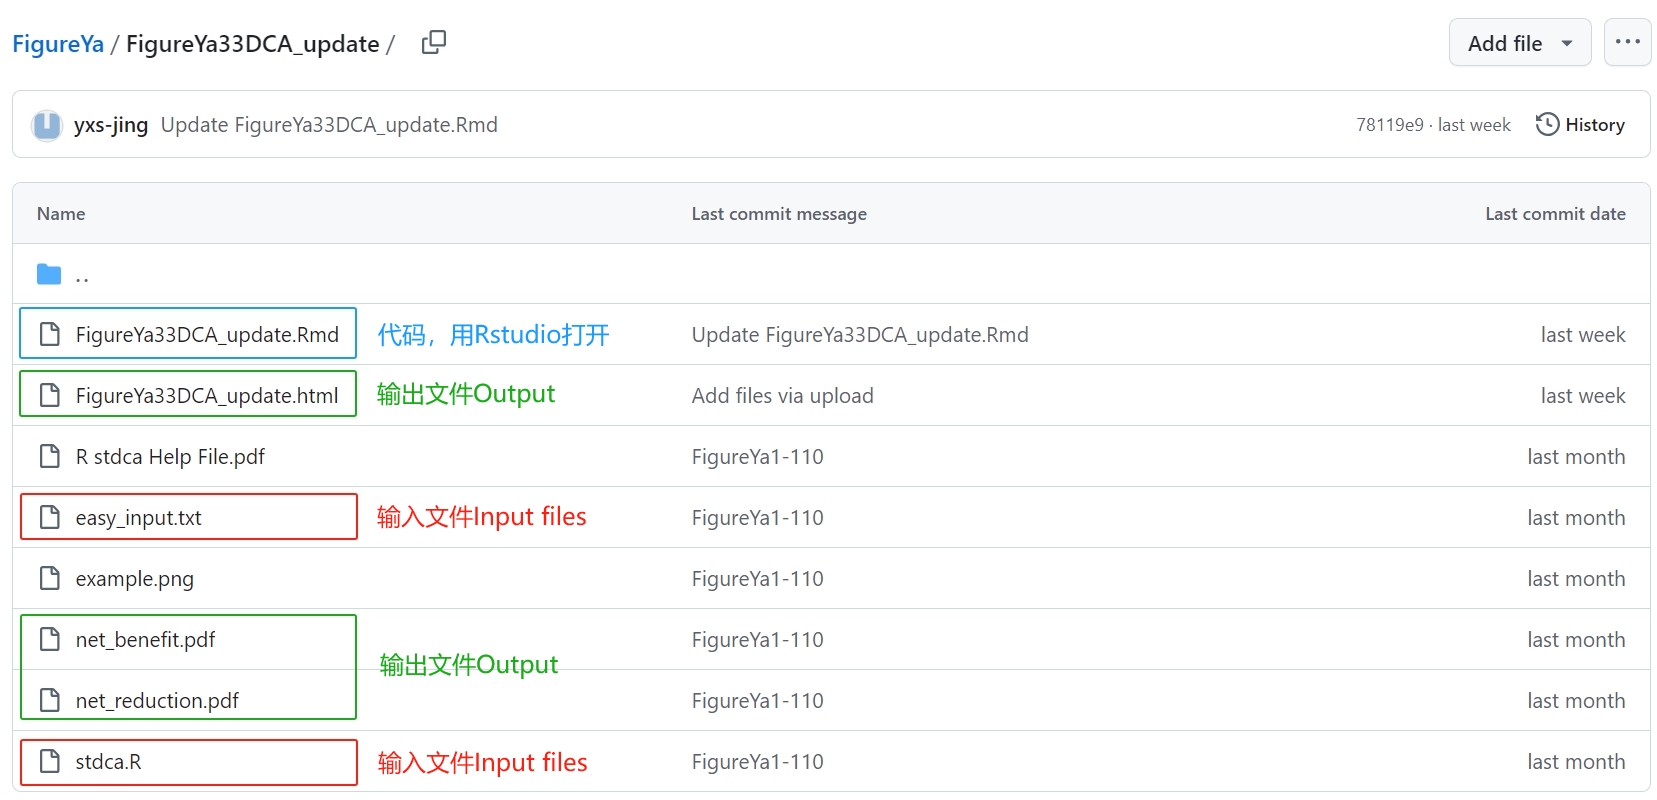 FigureYa / FigureYa33DCA_update /
Add file
yxs-jing Update FigureYa33DCA_update.Rmd
78119e9 · last week History
Name Last commit message Last commit date
..
FigureYa33DCA_update.Rmd 代码，用Rstudio打开 Update FigureYa33DCA_update.Rmd last week
FigureYa33DCA_update.html 输出文件Output Add files via upload last week
R stdca Help File.pdf FigureYa1-110 last month
easy_input.txt 输入文件Input files FigureYa1-110 last month
example.png FigureYa1-110 last month
net_benefit.pdf FigureYa1-110 last month
输出文件Output
net_reduction.pdf FigureYa1-110 last month
stdca.R 输入文件Input files FigureYa1-110 last month